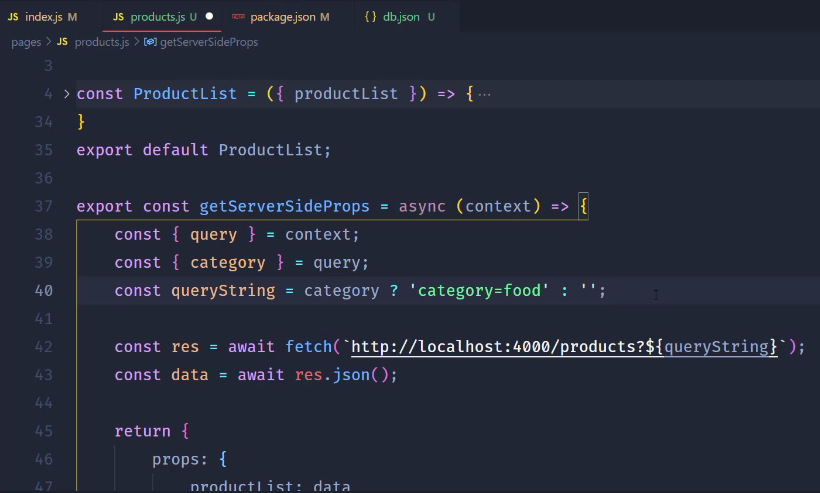 JS index.js M JS products.js U package.json M {} db.json U
pages > JS products.js > getServerSideProps
3
4 > const ProductList = ({ productList }) => { ···
34 }
35 export default ProductList;
36
37 export const getServerSideProps = async (context) => {
38 const { query } = context;
39 const { category } = query;
40 const queryString = category ? 'category=food' : '';
41
42 const res = await fetch(`http://localhost:4000/products?${queryString}`);
43 const data = await res.json();
44
45 return {
46 props: {
47 productList: data